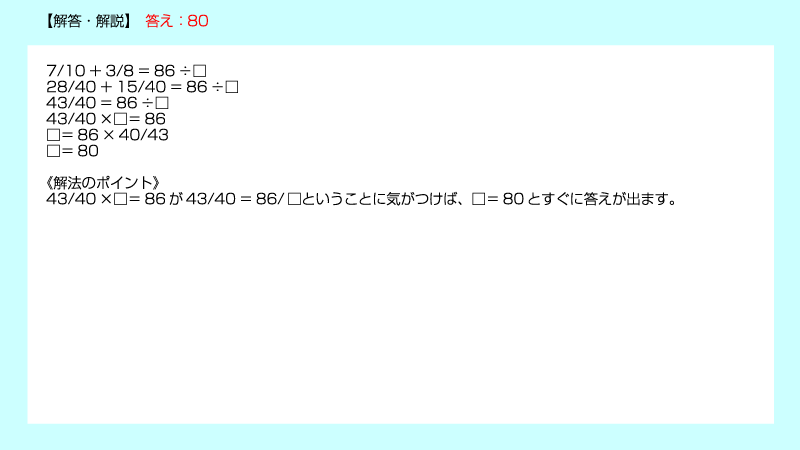 【解答・解説】 答え：80
7/10 + 3/8 = 86 ÷□
28/40 + 15/40 = 86 ÷□
43/40 = 86 ÷□
43/40 ×□= 86
□= 86 × 40/43
□= 80
《解法のポイント》
43/40 ×□= 86 が 43/40 = 86/ □ということに気がつけば、□= 80 とすぐに答えが出ます。